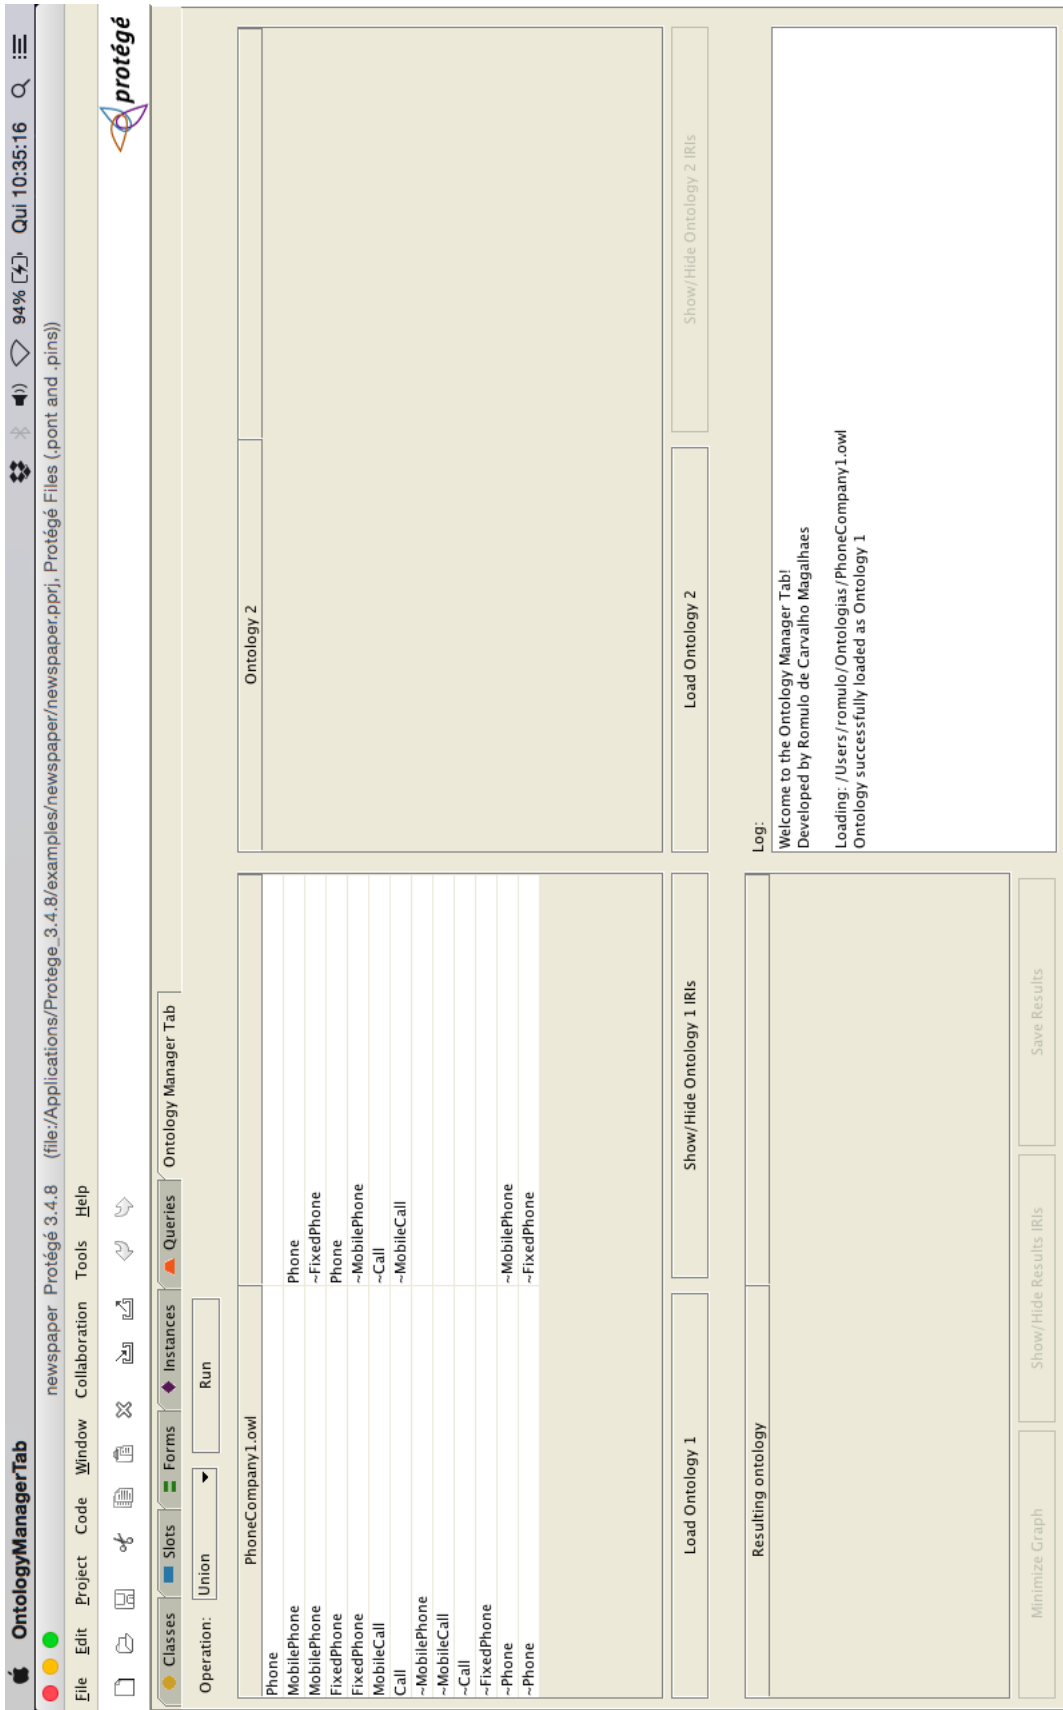 OntologyManagerTab 94% Qui 10:35:16
newspaper Protégé 3.4.8 (file:/Applications/Protege_3.4.8/examples/newspaper/newspaper.pprj, Protégé Files (.pont and .pins))
File Edit Project Code Window Collaboration Tools Help
protégé
Classes Slots Forms Instances Queries Ontology Manager Tab
Operation: Union Run
PhoneCompany1.owl
Phone
MobilePhone Phone
MobilePhone ~FixedPhone
FixedPhone Phone
FixedPhone ~MobilePhone
MobileCall ~Call
Call ~MobileCall
~MobilePhone
~MobileCall
~Call
~FixedPhone
~Phone ~MobilePhone
~Phone ~FixedPhone
Load Ontology 1 Show/Hide Ontology 1 IRIs
Ontology 2
Load Ontology 2 Show/Hide Ontology 2 IRIs
Resulting ontology
Minimize Graph Show/Hide Results IRIs Save Results
Log:
Welcome to the Ontology Manager Tab!
Developed by Romulo de Carvalho Magalhaes
Loading: /Users/romulo/Ontologias/PhoneCompany1.owl
Ontology successfully loaded as Ontology 1